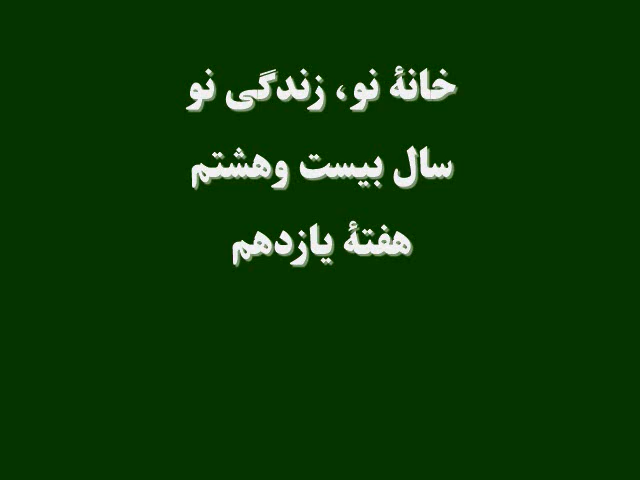 خانهٔ نو، زندگی نو
سال بیست وهشتم
هفتهٔ یازدهم